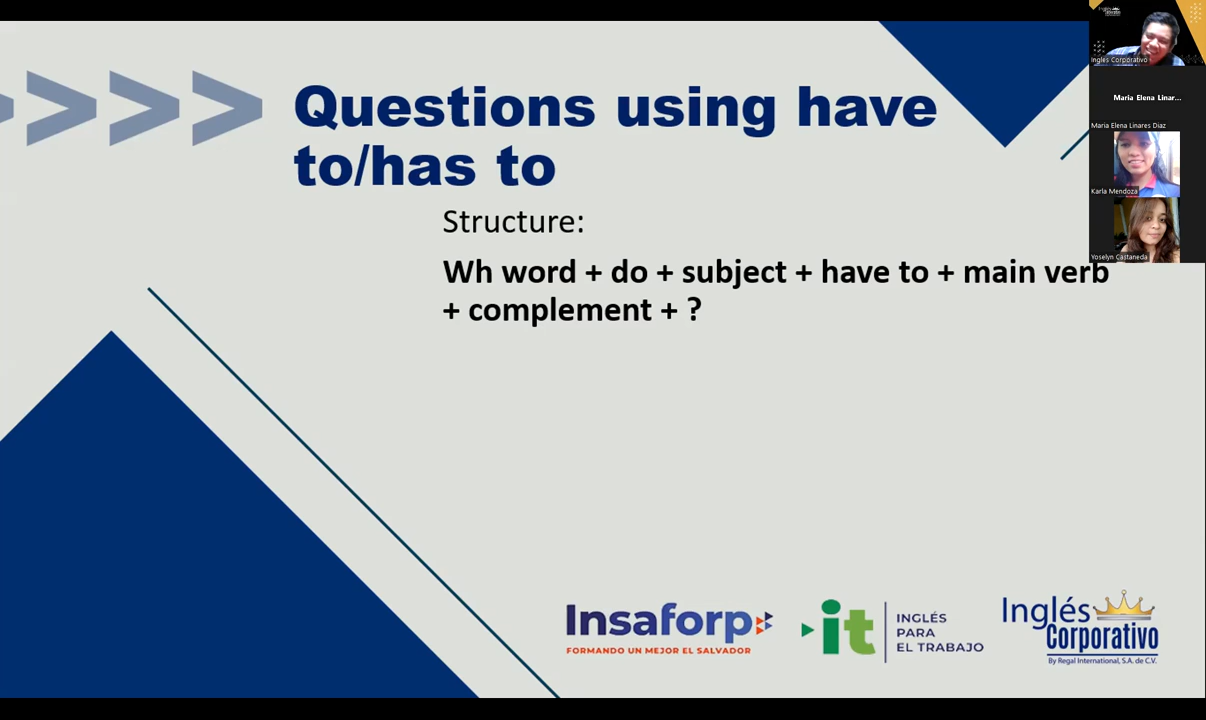 Questions using have
to/has to
Structure:
Wh word + do + subject + have to + main verb
+ complement + ?
Inglés Corporativo
Maria Elena Linar...
Maria Elena Linares Diaz
Karla Mendoza
Yoselyn Castaneda
Insaforp
FORMANDO UN MEJOR EL SALVADOR
it
INGLÉS
PARA
EL TRABAJO
Inglés
Corporativo
By Regal International, S.A. de C.V.